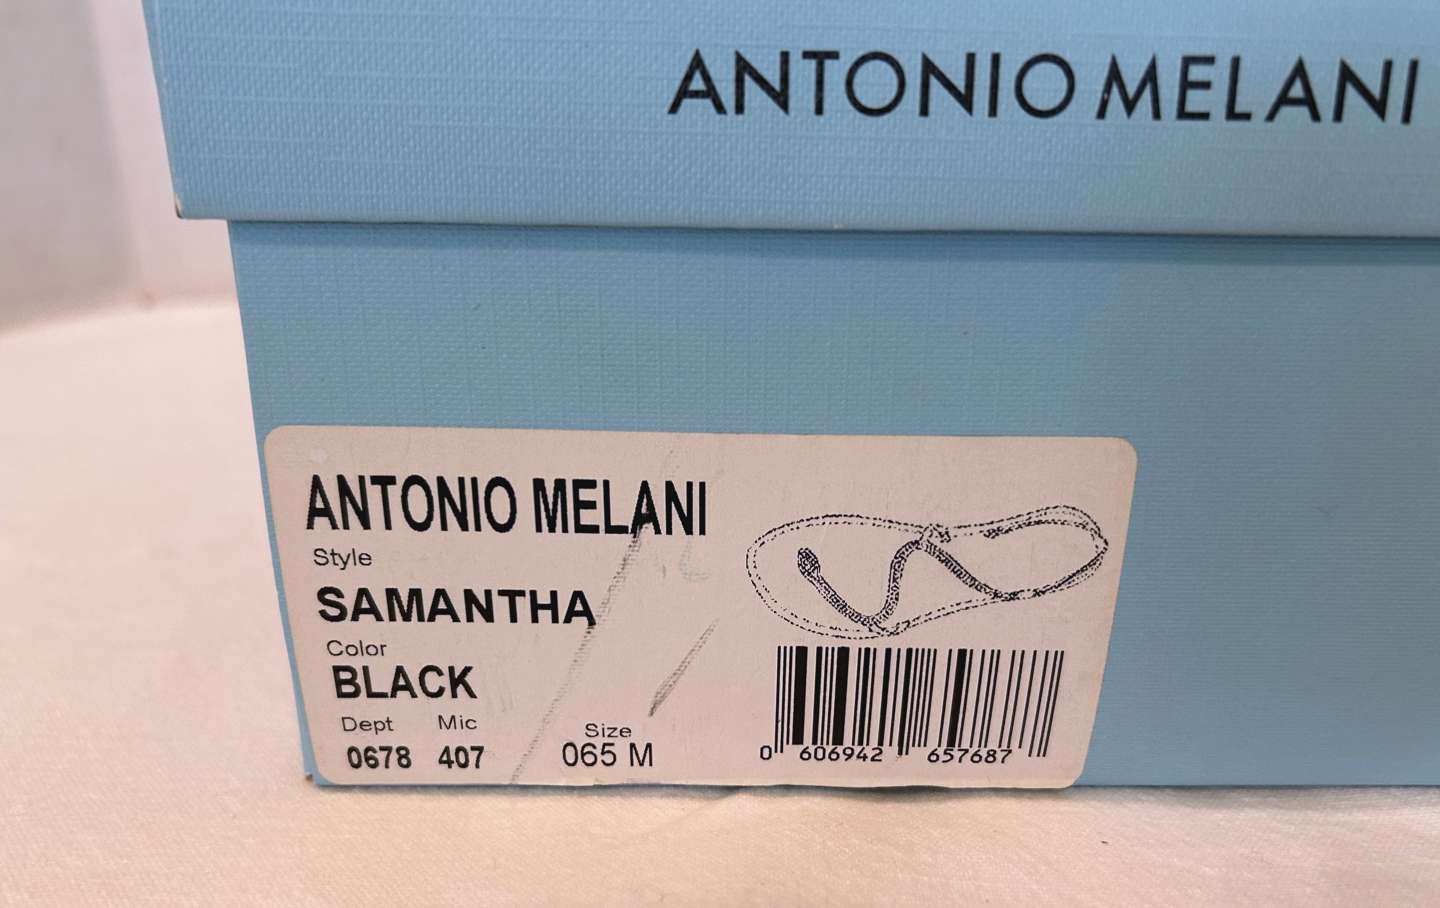 ANTONIO MELANI
ANTONIO MELANI
Style
SAMANTHA
Color
BLACK
Dept Mic
0678 407
Size
065 M
0 606942 657687